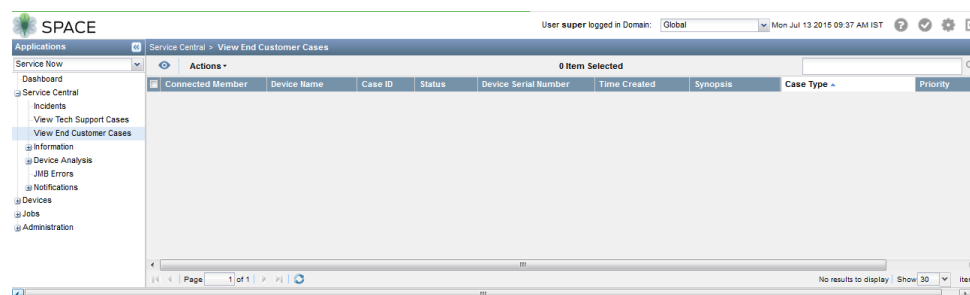 SPACE
User super logged in Domain: Global Mon Jul 13 2015 09:37 AM IST
Applications
Service Central > View End Customer Cases
Service Now
Actions
0 Item Selected
Connected Member Device Name Case ID Status Device Serial Number Time Created Synopsis Case Type Priority
Dashboard
Service Central
Incidents
View Tech Support Cases
View End Customer Cases
Information
Device Analysis
JMB Errors
Notifications
Devices
Jobs
Administration
Page 1 of 1
No results to display Show 30